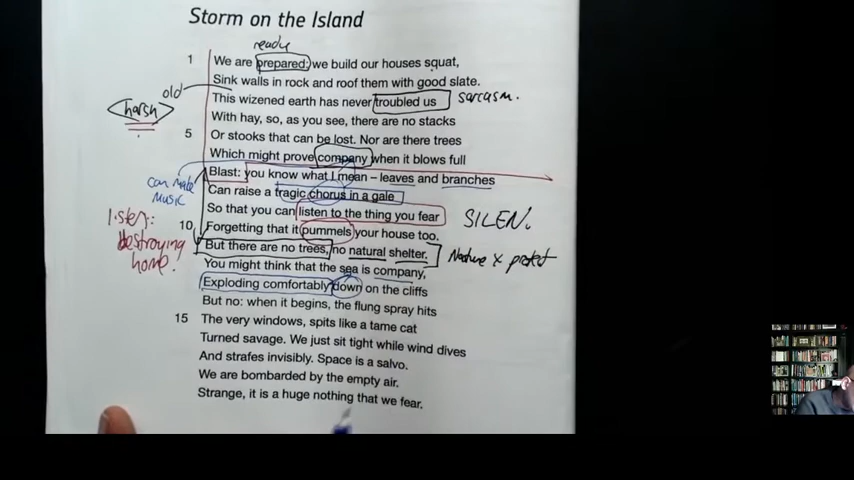 Storm on the Island
ready
1 We are prepared: we build our houses squat,
Sink walls in rock and roof them with good slate.
old
This wizened earth has never troubled us sarcasm.
harsh
With hay, so, as you see, there are no stacks
5 Or stooks that can be lost. Nor are there trees
Which might prove company when it blows full
Blast: you know what I mean – leaves and branches
can make
music
Can raise a tragic chorus in a gale
So that you can listen to the thing you fear SILEN.
listen:
destroying
home.
10 Forgetting that it pummels your house too.
But there are no trees, no natural shelter.
Nature x protect
You might think that the sea is company,
Exploding comfortably down on the cliffs
But no: when it begins, the flung spray hits
15 The very windows, spits like a tame cat
Turned savage. We just sit tight while wind dives
And strafes invisibly. Space is a salvo.
We are bombarded by the empty air.
Strange, it is a huge nothing that we fear.